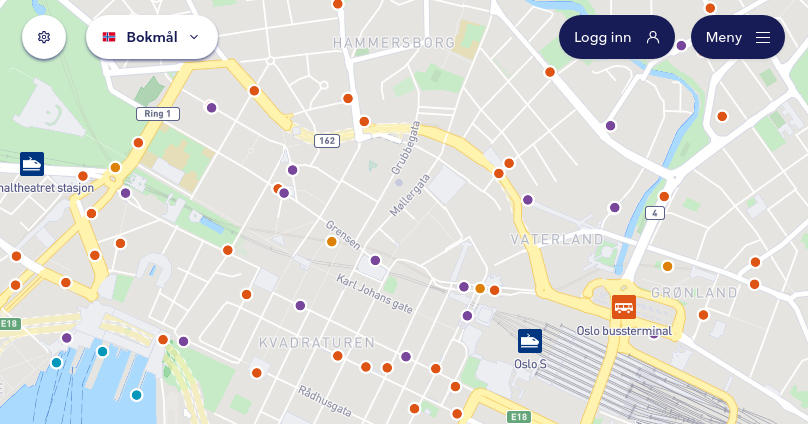 Bokmål
Logg inn
Meny
HAMMERSBORG
Ring 1
162
Grubbegata
naltheatret stasjon
Møllergata
4
Grensen
VATERLAND
Karl Johans gate
GRØNLAND
E18
Oslo bussterminal
KVADRATUREN
Oslo S
Rådhusgata
E18